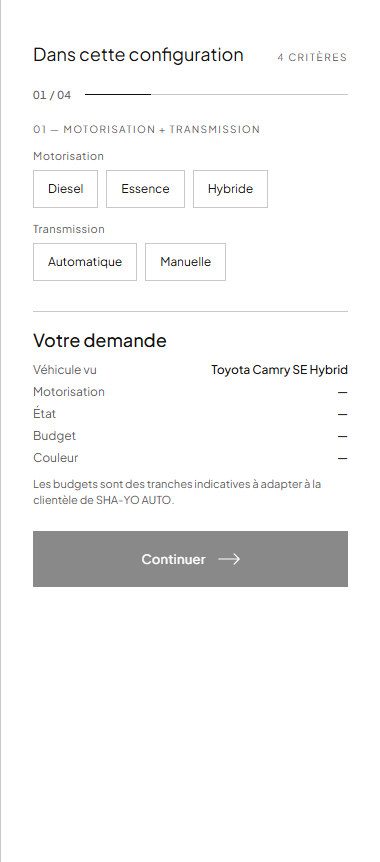 Dans cette configuration
4 CRITÈRES
01 / 04
01 — MOTORISATION + TRANSMISSION
Motorisation
Diesel Essence Hybride
Transmission
Automatique Manuelle
Votre demande
Véhicule vu Toyota Camry SE Hybrid
Motorisation —
État —
Budget —
Couleur —
Les budgets sont des tranches indicatives à adapter à la
clientèle de SHA-YO AUTO.
Continuer →